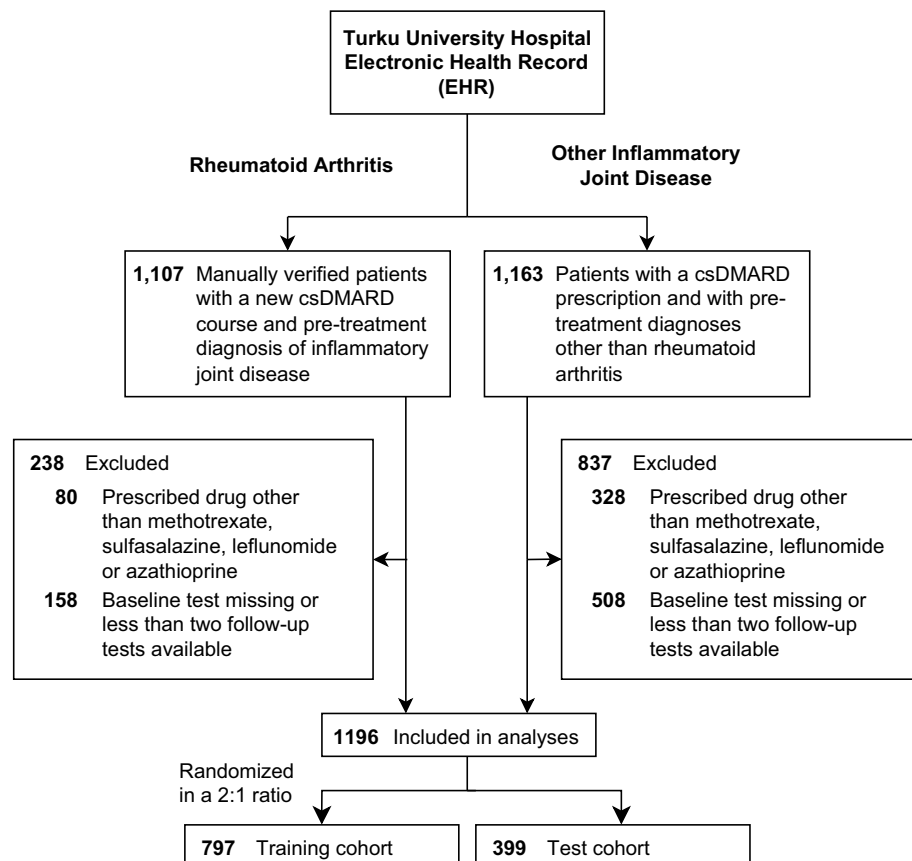 Turku University Hospital
Electronic Health Record
(EHR)
Rheumatoid Arthritis
Other Inflammatory
Joint Disease
1,107 Manually verified patients
with a new csDMARD
course and pre-treatment
diagnosis of inflammatory
joint disease
1,163 Patients with a csDMARD
prescription and with pre-
treatment diagnoses
other than rheumatoid
arthritis
238 Excluded
80 Prescribed drug other
than methotrexate,
sulfasalazine, leflunomide
or azathioprine
158 Baseline test missing or
less than two follow-up
tests available
837 Excluded
328 Prescribed drug other
than methotrexate,
sulfasalazine, leflunomide
or azathioprine
508 Baseline test missing or
less than two follow-up
tests available
1196 Included in analyses
Randomized
in a 2:1 ratio
797 Training cohort
399 Test cohort